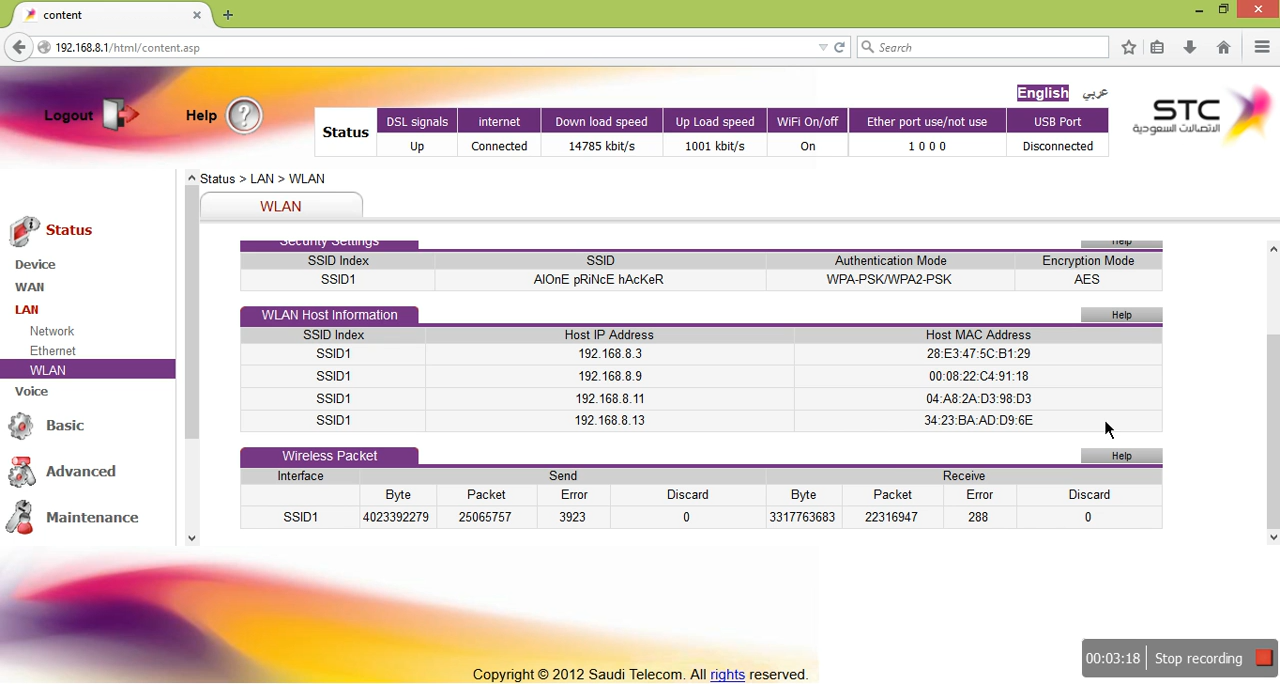 content
192.168.8.1/html/content.asp
Search
Logout
Help
English عربي
STC
الاتصالات السعودية
Status
DSL signals internet Down load speed Up Load speed WiFi On/off Ether port use/not use USB Port
Up Connected 14785 kbit/s 1001 kbit/s On 1 0 0 0 Disconnected
Status > LAN > WLAN
WLAN
Status
Device
WAN
LAN
Network
Ethernet
WLAN
Voice
Basic
Advanced
Maintenance
Security Settings Help
SSID Index SSID Authentication Mode Encryption Mode
SSID1 AlOnE pRiNcE hAcKeR WPA-PSK/WPA2-PSK AES
WLAN Host Information Help
SSID Index Host IP Address Host MAC Address
SSID1 192.168.8.3 28:E3:47:5C:B1:29
SSID1 192.168.8.9 00:08:22:C4:91:18
SSID1 192.168.8.11 04:A8:2A:D3:98:D3
SSID1 192.168.8.13 34:23:BA:AD:D9:6E
Wireless Packet Help
Interface Send Receive
Byte Packet Error Discard Byte Packet Error Discard
SSID1 4023392279 25065757 3923 0 3317763683 22316947 288 0
Copyright © 2012 Saudi Telecom. All rights reserved.
00:03:18 Stop recording